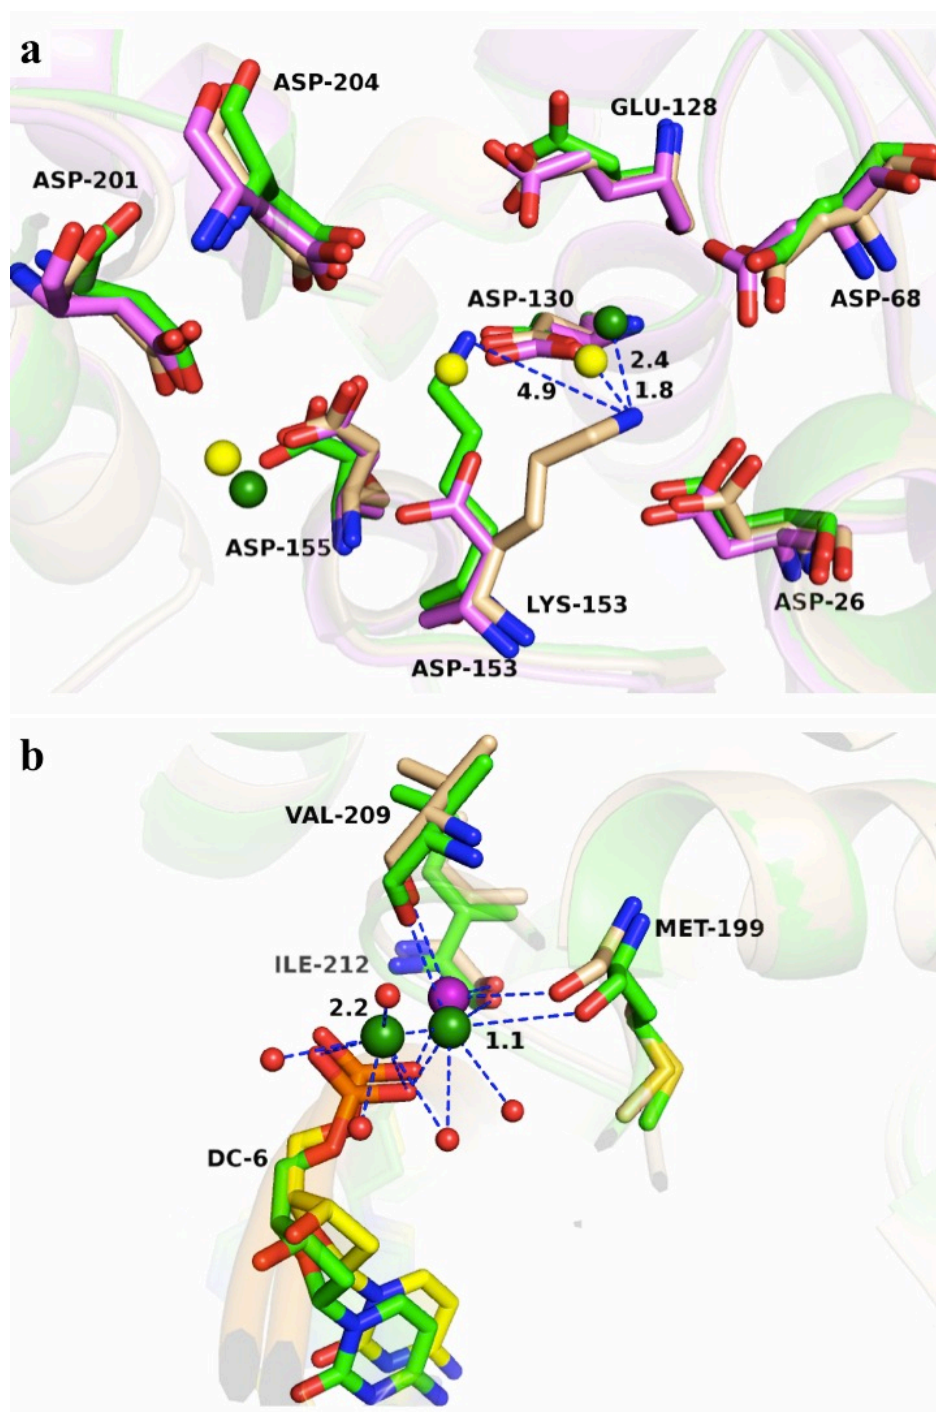 a
ASP-204
GLU-128
ASP-201
ASP-130
ASP-68
2.4
4.9
1.8
ASP-155
LYS-153
ASP-26
ASP-153
b
VAL-209
MET-199
ILE-212
2.2
1.1
DC-6